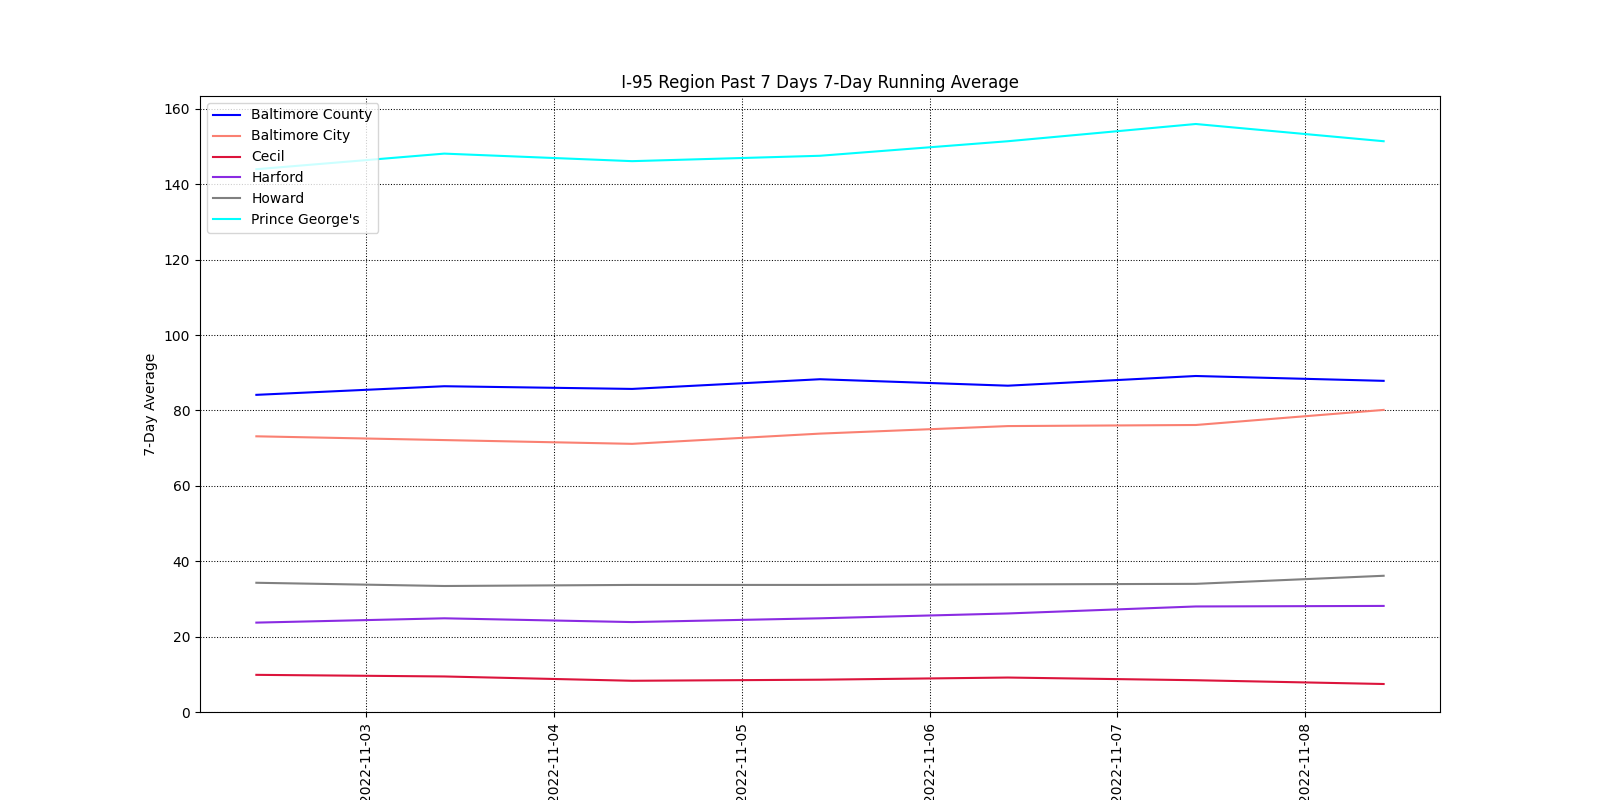 I-95 Region Past 7 Days 7-Day Running Average
Baltimore County
Baltimore City
Cecil
Harford
Howard
Prince George's
7-Day Average
160
140
120
100
80
60
40
20
0
2022-11-03
2022-11-04
2022-11-05
2022-11-06
2022-11-07
2022-11-08